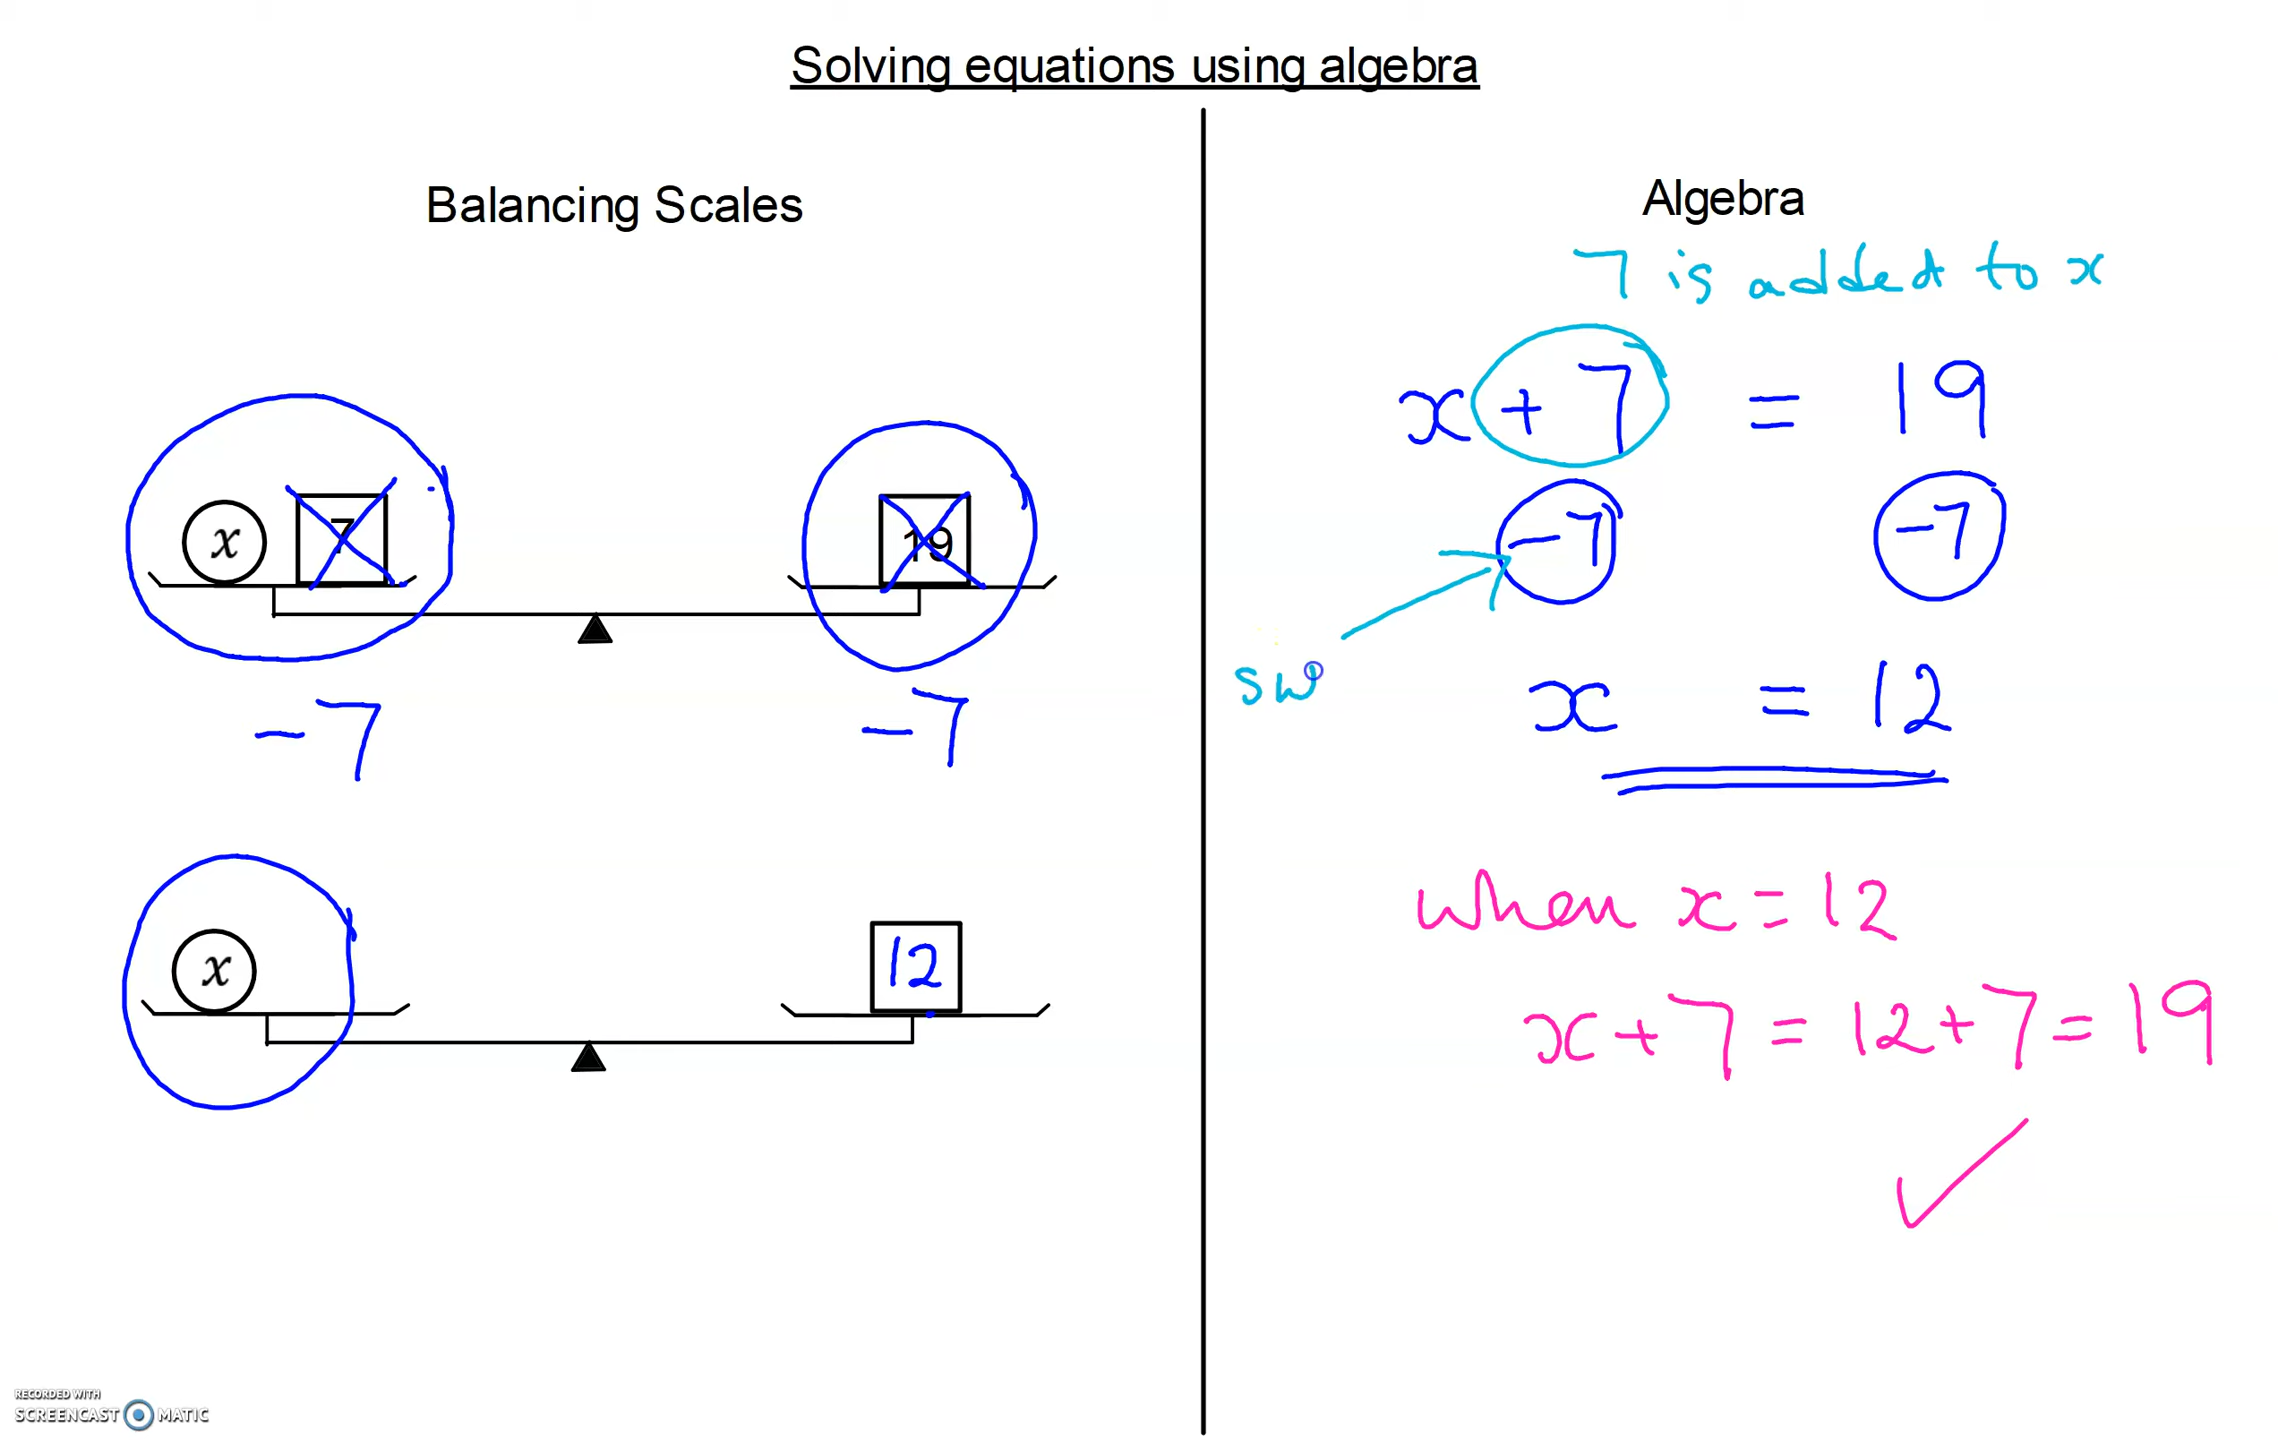 Solving equations using algebra
Balancing Scales
x 7 19
-7 -7
x 12
Algebra
7 is added to x
x + 7 = 19
-7 -7
sw
x = 12
when x = 12
x + 7 = 12 + 7 = 19
RECORDED WITH
SCREENCAST MATIC